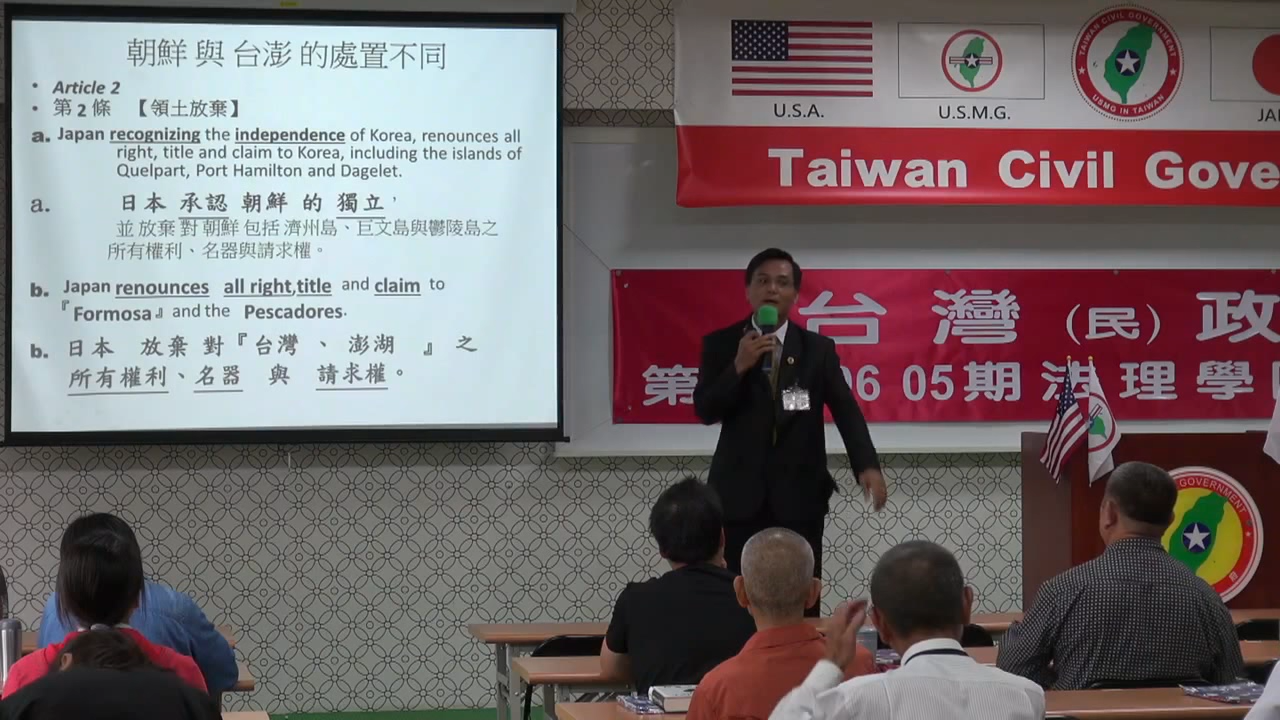 朝鮮 與 台澎 的處置不同
• Article 2
• 第 2 條 【領土放棄】
a. Japan recognizing the independence of Korea, renounces all
right, title and claim to Korea, including the islands of
Quelpart, Port Hamilton and Dagelet.
a. 日本 承認 朝鮮 的 獨立，
並 放棄 對 朝鮮 包括 濟州島、巨文島與鬱陵島之
所有權利、名器與請求權。
b. Japan renounces all right,title and claim to
『Formosa』and the Pescadores.
b. 日本 放棄 對『台灣 、 澎湖 』 之
所有權利、名器 與 請求權。
U.S.A.
U.S.M.G.
TAIWAN CIVIL GOVERNMENT
USMG IN TAIWAN
JA
Taiwan Civil Gove
台灣（民）政
第 06 05期 法理學
GOVERNMENT